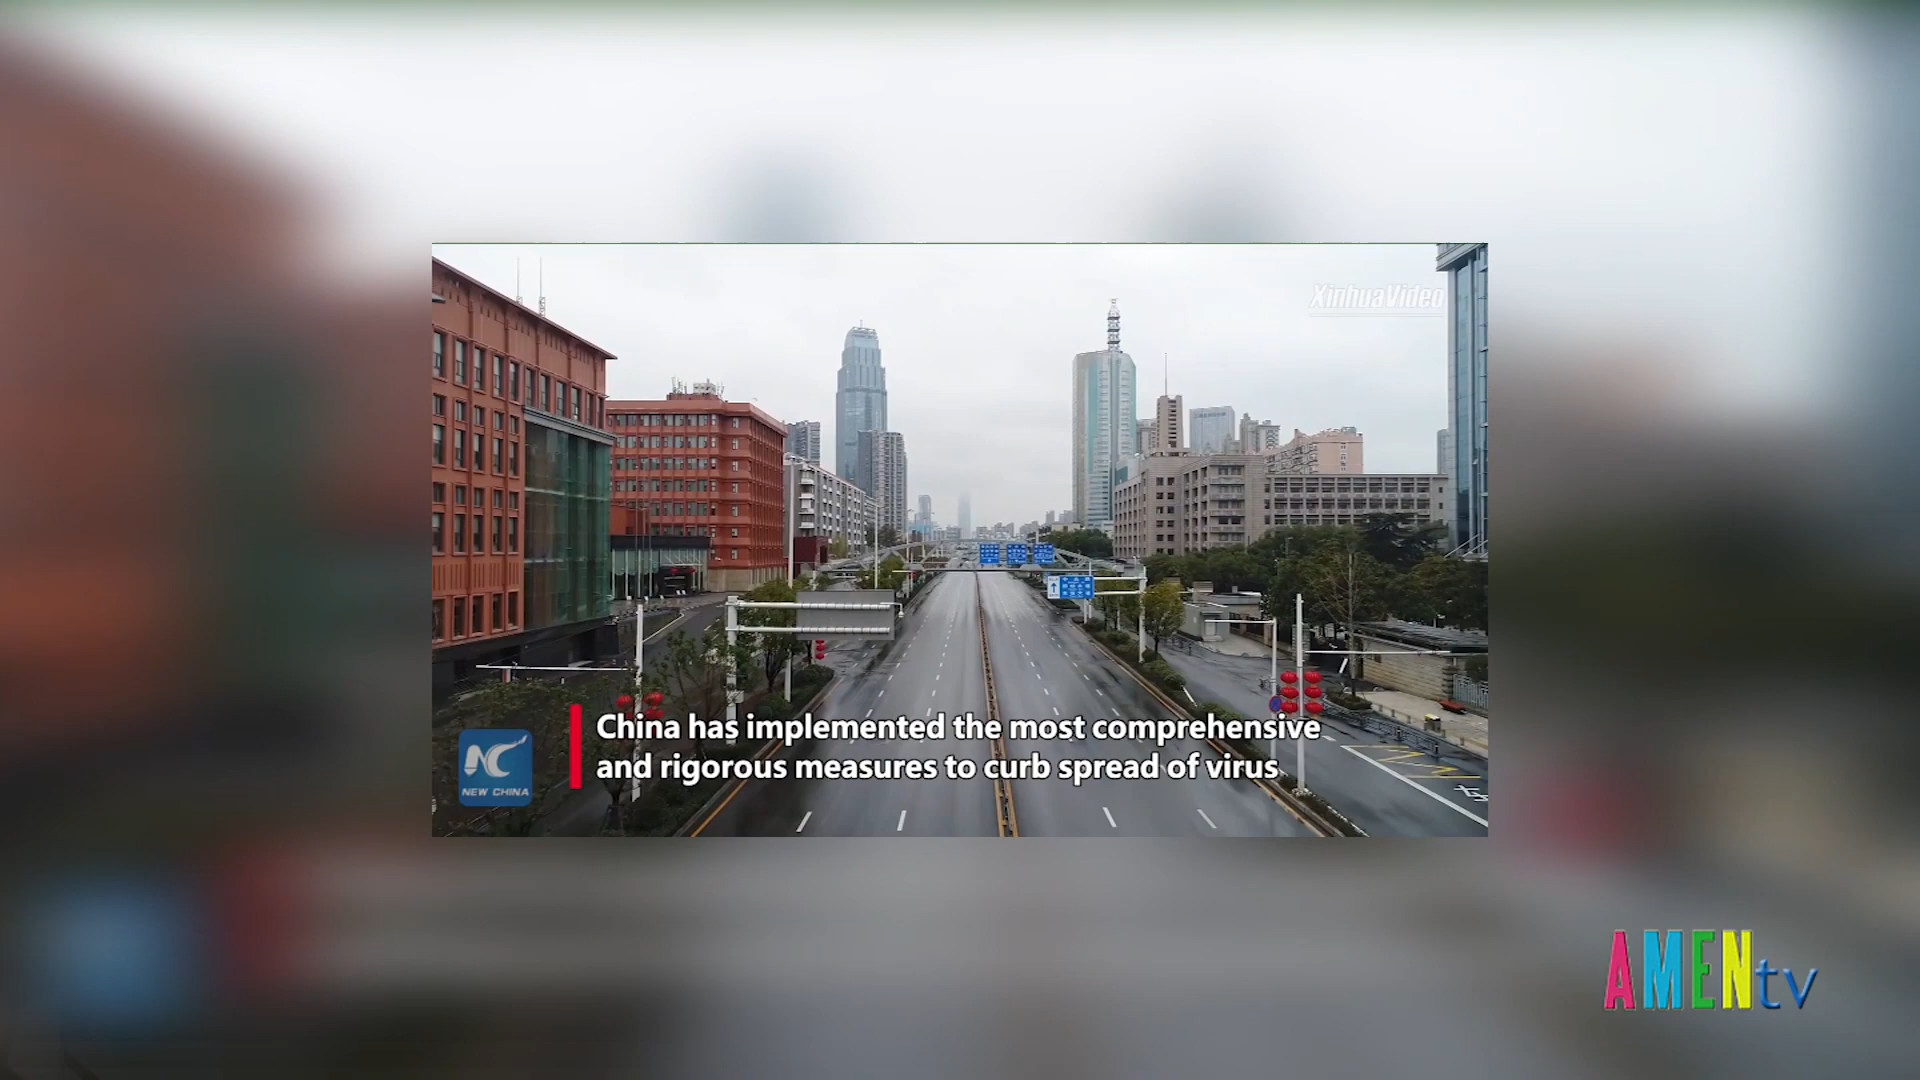 XinhuaVideo
China has implemented the most comprehensive
and rigorous measures to curb spread of virus
NC
NEW CHINA
AMENtv